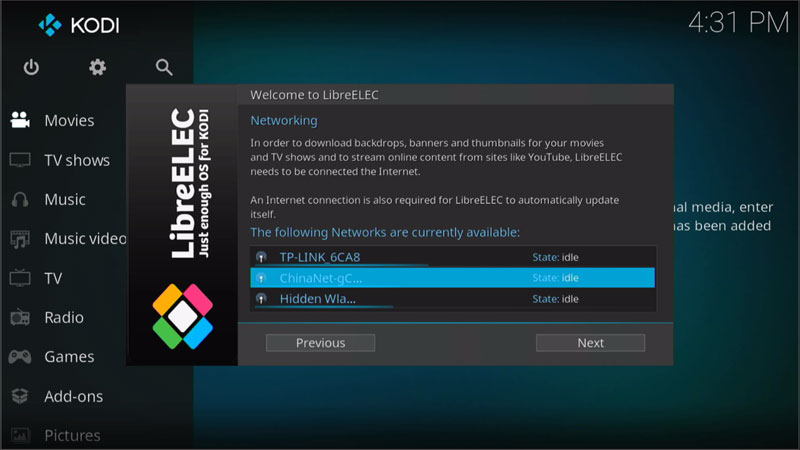 KODI
4:31 PM
Movies
TV shows
Music
Music video
TV
Radio
Games
Add-ons
Pictures
LibreELEC
Just enough OS for KODI
Welcome to LibreELEC
Networking
In order to download backdrops, banners and thumbnails for your movies
and TV shows and to stream online content from sites like YouTube, LibreELEC
needs to be connected the Internet.
An Internet connection is also required for LibreELEC to automatically update
itself.
The following Networks are currently available:
TP-LINK_6CA8 State: idle
ChinaNet-gC... State: idle
Hidden Wla... State: idle
Previous Next
nal media, enter
has been added